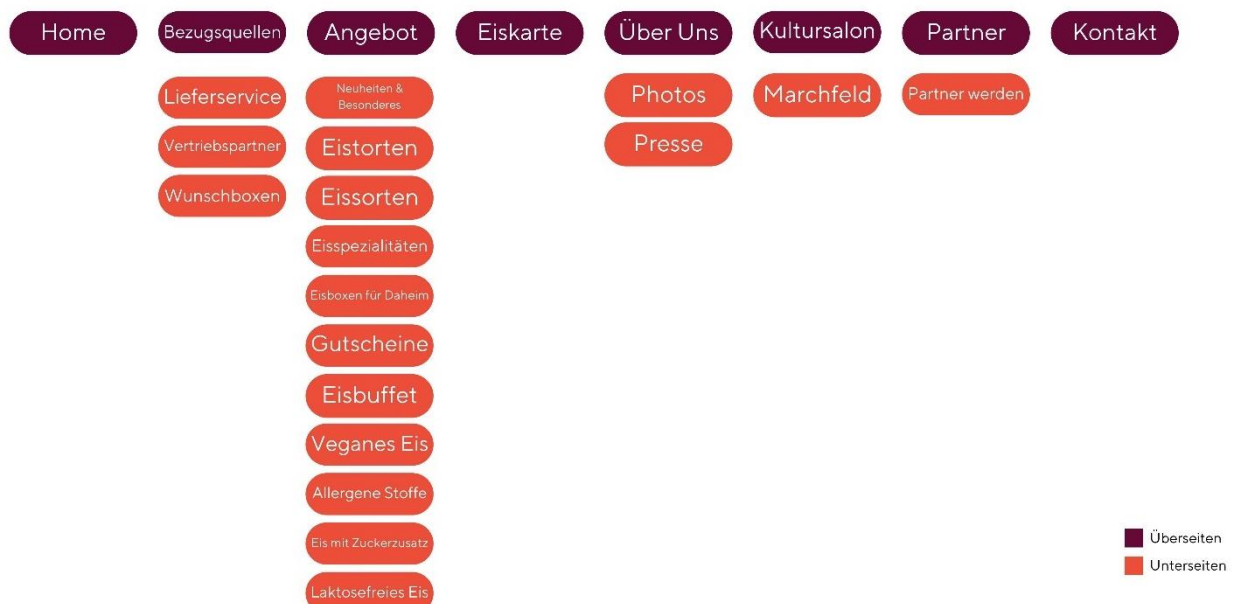 Home
Bezugsquellen
Angebot
Eiskarte
Über Uns
Kultursalon
Partner
Kontakt
Lieferservice
Vertriebspartner
Wunschboxen
Neuheiten &
Besonderes
Eistorten
Eissorten
Eisspezialitäten
Eisboxen für Daheim
Gutscheine
Eisbuffet
Veganes Eis
Allergene Stoffe
Eis mit Zuckerzusatz
Laktosefreies Eis
Photos
Presse
Marchfeld
Partner werden
Überseiten
Unterseiten